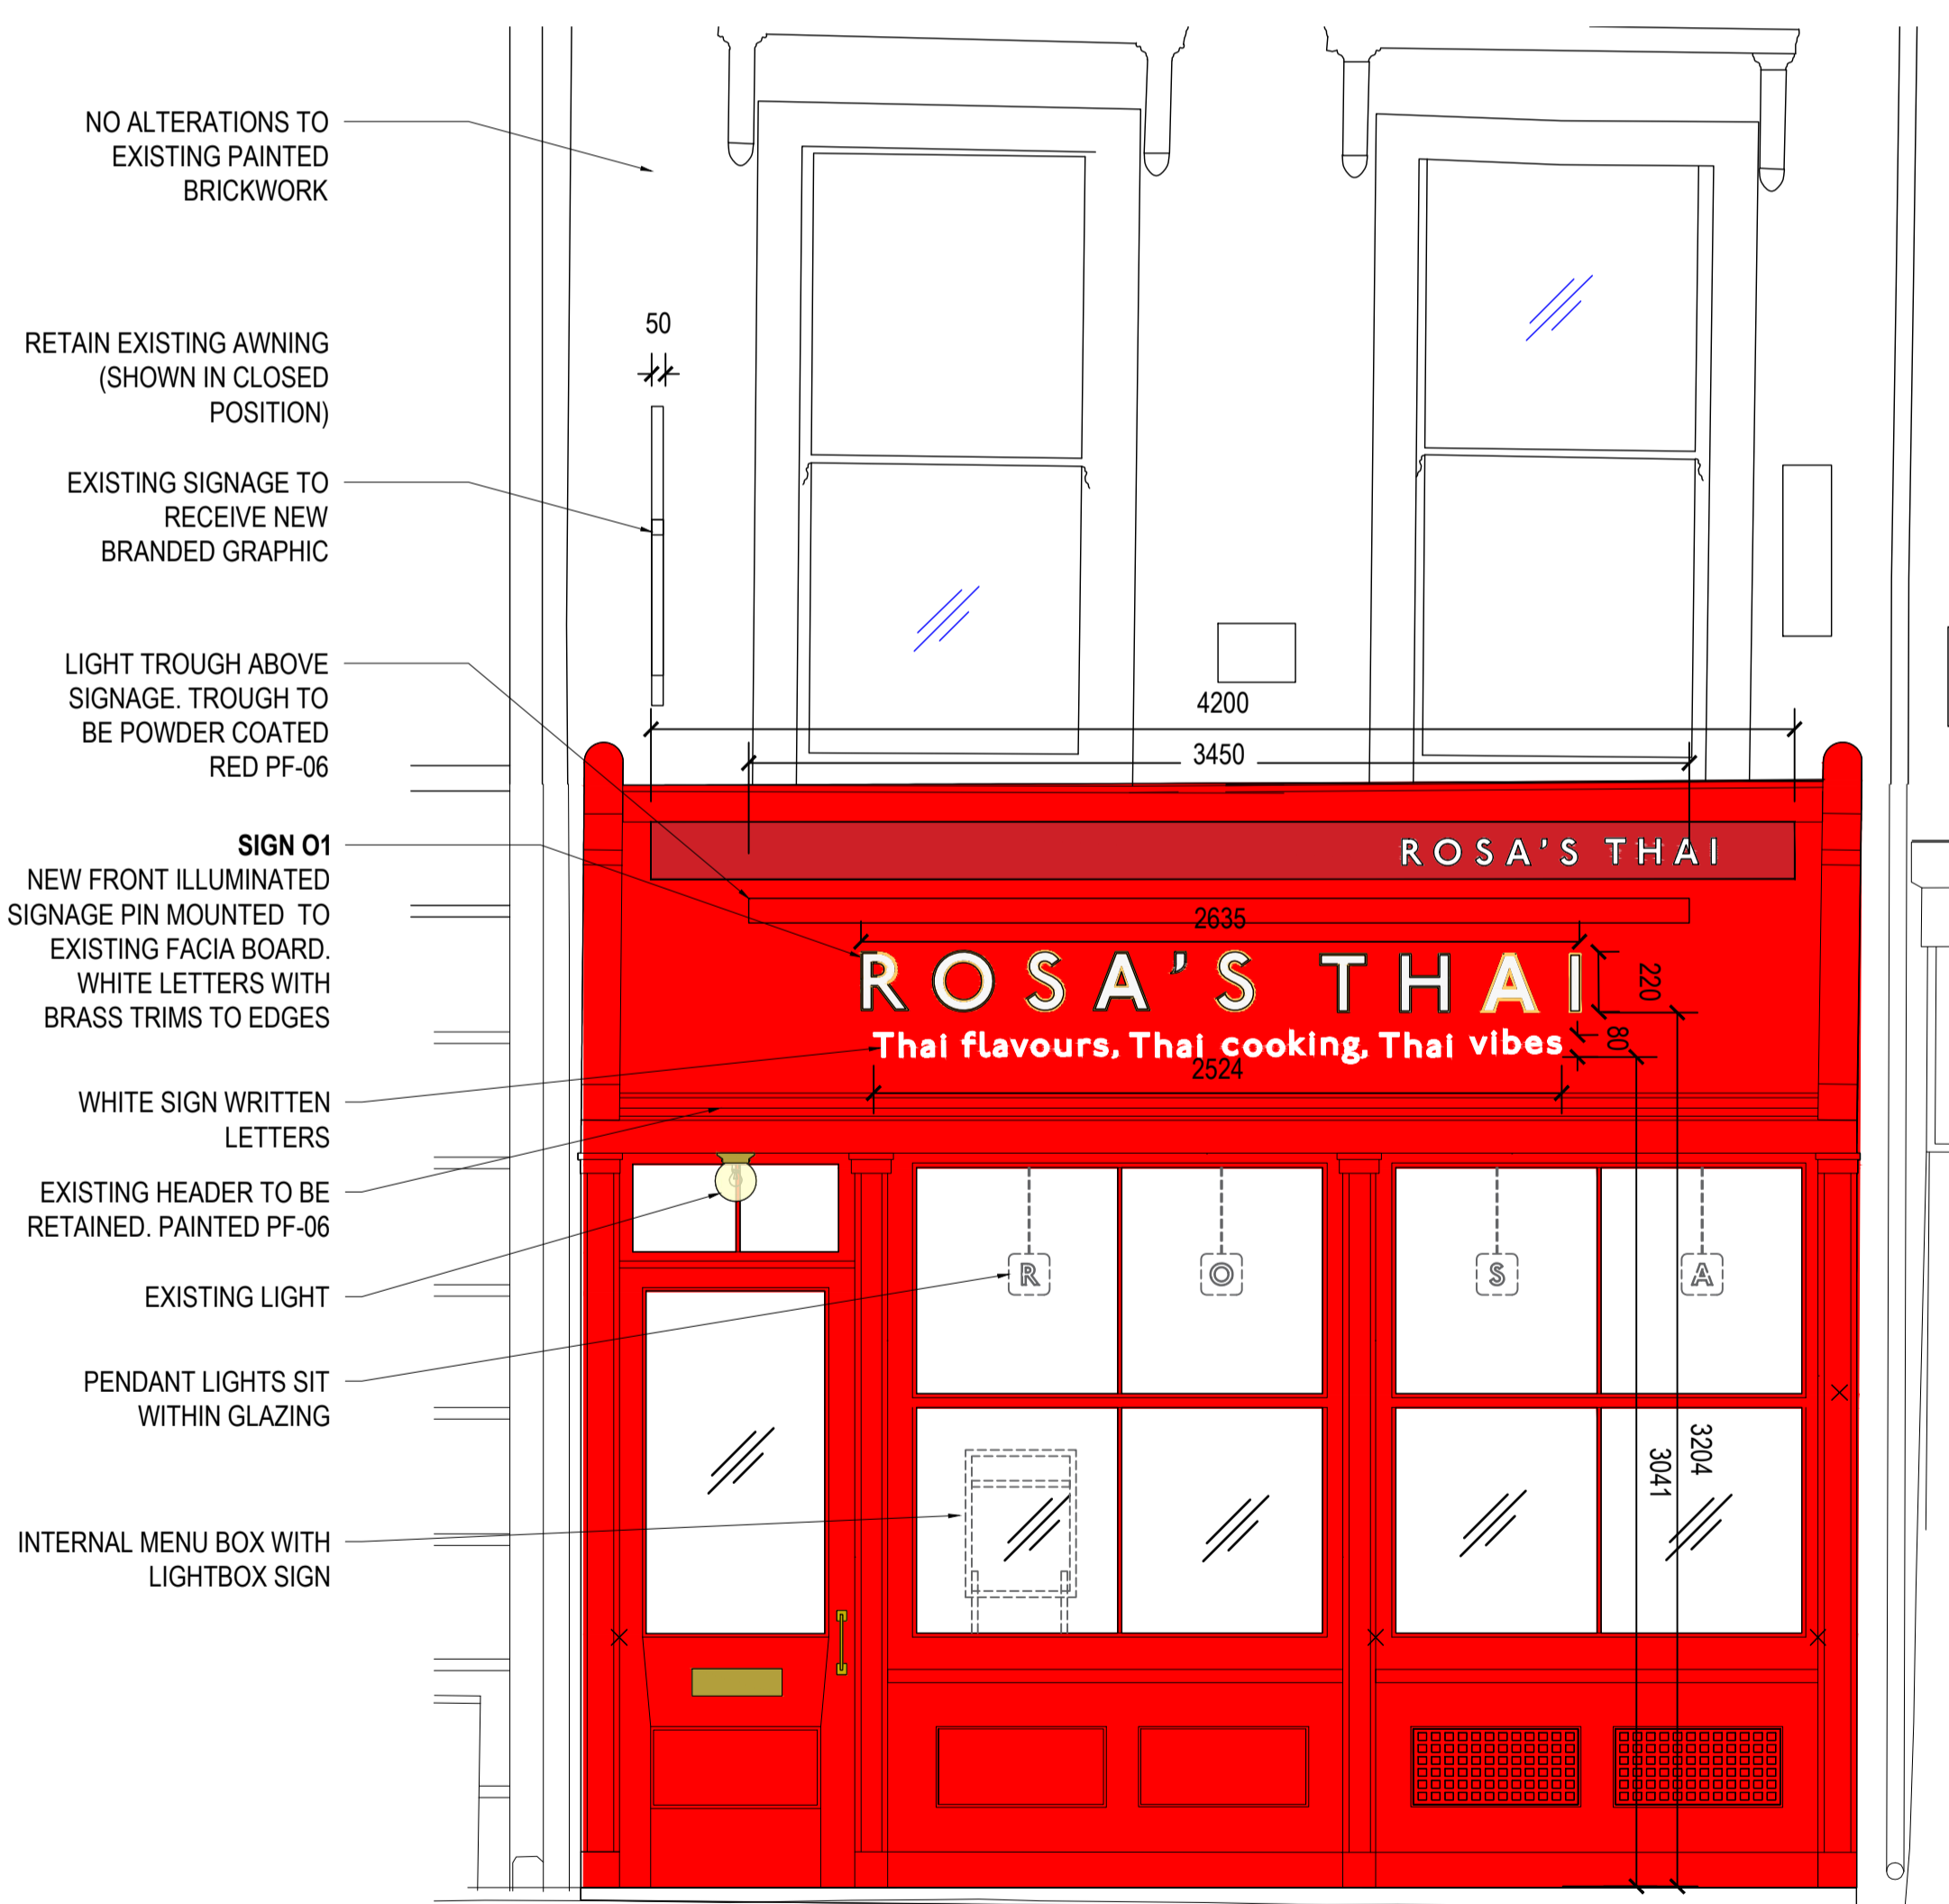 NO ALTERATIONS TO
EXISTING PAINTED
BRICKWORK
RETAIN EXISTING AWNING
(SHOWN IN CLOSED
POSITION)
50
EXISTING SIGNAGE TO
RECEIVE NEW
BRANDED GRAPHIC
LIGHT TROUGH ABOVE
SIGNAGE. TROUGH TO
BE POWDER COATED
RED PF-06
4200
3450
SIGN O1
NEW FRONT ILLUMINATED
SIGNAGE PIN MOUNTED TO
EXISTING FACIA BOARD.
WHITE LETTERS WITH
BRASS TRIMS TO EDGES
ROSA'S THAI
2635
ROSA'S THAI
220
Thai flavours, Thai cooking, Thai vibes
80
2524
WHITE SIGN WRITTEN
LETTERS
EXISTING HEADER TO BE
RETAINED. PAINTED PF-06
EXISTING LIGHT
R O S A
PENDANT LIGHTS SIT
WITHIN GLAZING
3204
3041
INTERNAL MENU BOX WITH
LIGHTBOX SIGN